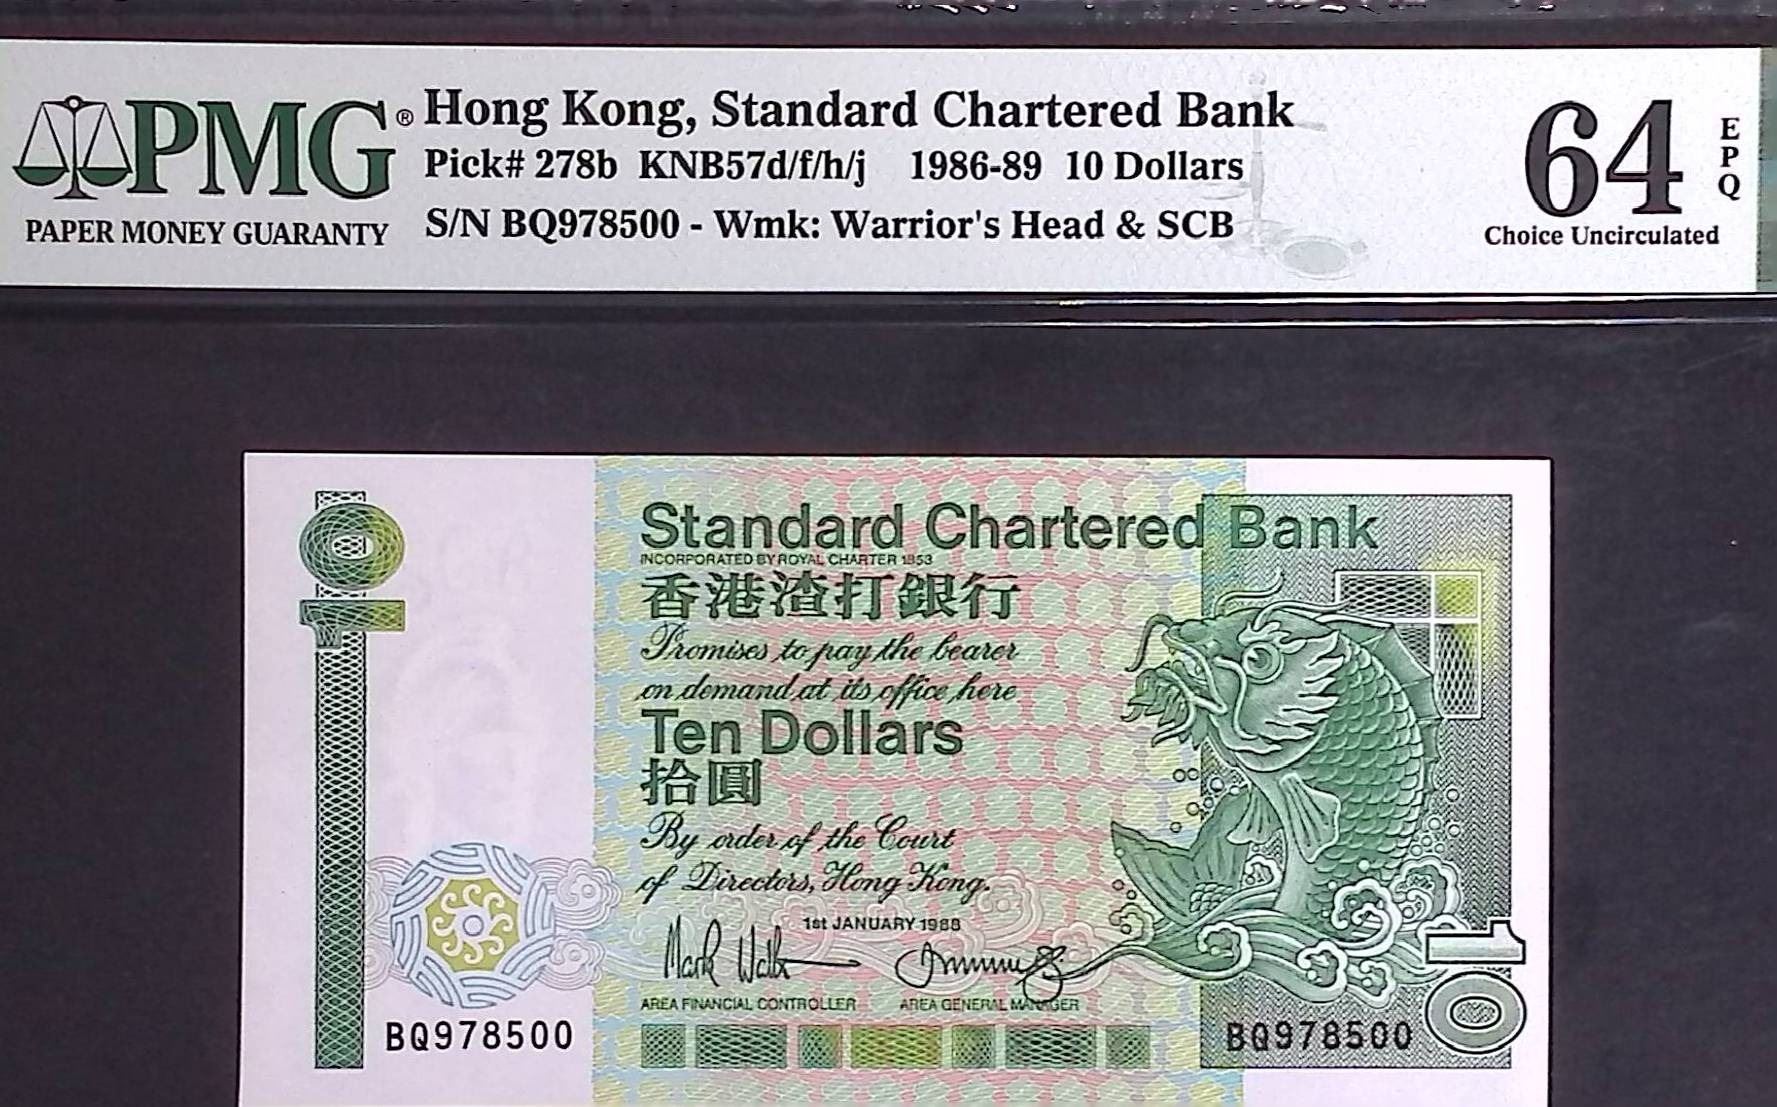 PMG®
PAPER MONEY GUARANTY
Hong Kong, Standard Chartered Bank
Pick# 278b KNB57d/f/h/j 1986-89 10 Dollars
S/N BQ978500 - Wmk: Warrior's Head & SCB
64 EPQ
Choice Uncirculated
10
Standard Chartered Bank
INCORPORATED BY ROYAL CHARTER 1853
香港渣打銀行
Promises to pay the bearer
on demand at its office here
Ten Dollars
拾圓
By order of the Court
of Directors, Hong Kong.
1st JANUARY 1988
Mark
AREA FINANCIAL CONTROLLER AREA GENERAL MANAGER
BQ978500
BQ978500
10